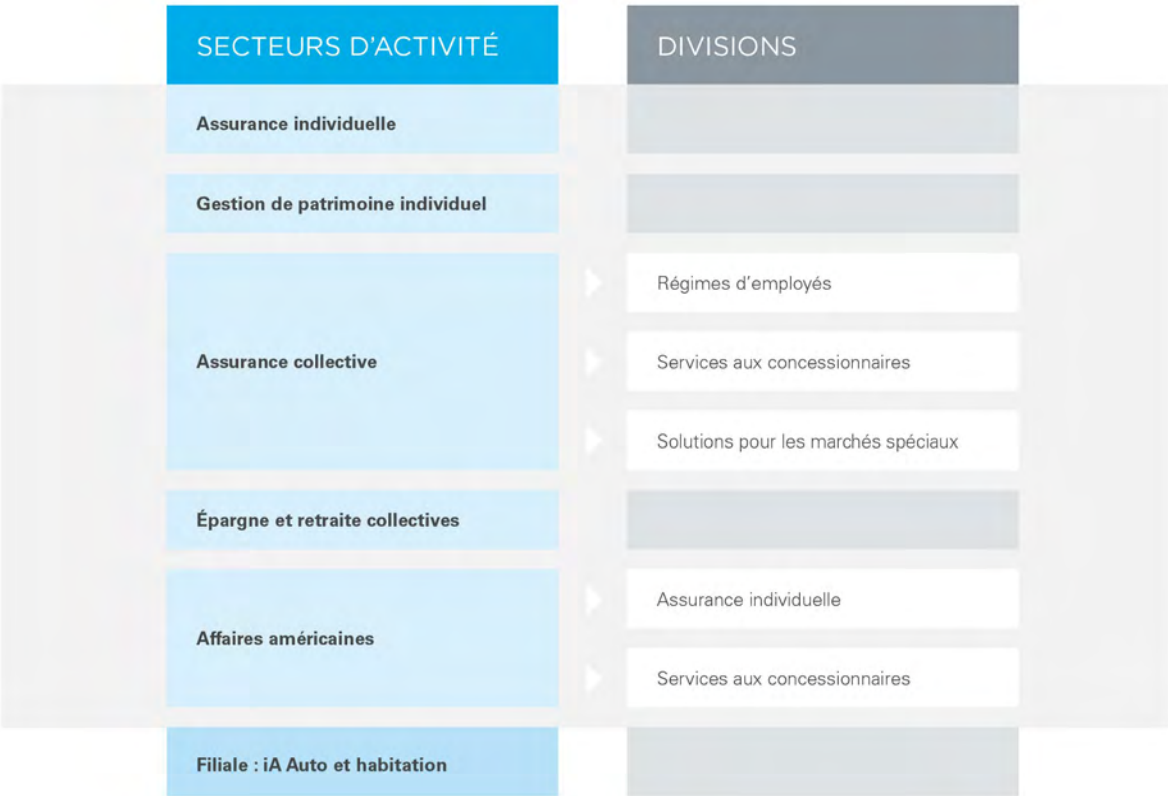 SECTEURS D'ACTIVITÉ
DIVISIONS
Assurance individuelle
Gestion de patrimoine individuel
Assurance collective
Régimes d'employés
Services aux concessionnaires
Solutions pour les marchés spéciaux
Épargne et retraite collectives
Affaires américaines
Assurance individuelle
Services aux concessionnaires
Filiale : iA Auto et habitation